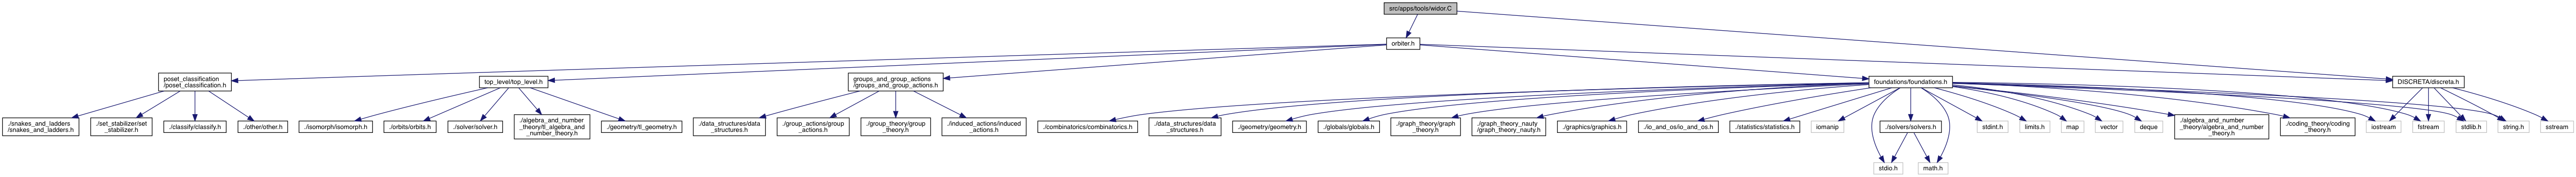 src/apps/tools/widor.C
orbiter.h
poset_classification
/poset_classification.h
top_level/top_level.h
groups_and_group_actions
/groups_and_group_actions.h
foundations/foundations.h
DISCRETA/discreta.h
./snakes_and_ladders
/snakes_and_ladders.h
./set_stabilizer/set
_stabilizer.h
./classify/classify.h
./other/other.h
./isomorph/isomorph.h
./orbits/orbits.h
./solver/solver.h
./algebra_and_number
_theory/tl_algebra_and
_number_theory.h
./geometry/tl_geometry.h
./data_structures/data
_structures.h
./group_actions/group
_actions.h
./group_theory/group
_theory.h
./induced_actions/induced
_actions.h
./combinatorics/combinatorics.h
./data_structures/data
_structures.h
./geometry/geometry.h
./globals/globals.h
./graph_theory/graph
_theory.h
./graph_theory_nauty
/graph_theory_nauty.h
./graphics/graphics.h
./io_and_os/io_and_os.h
./statistics/statistics.h
iomanip
./solvers/solvers.h
stdint.h
limits.h
map
vector
deque
./algebra_and_number
_theory/algebra_and_number
_theory.h
./coding_theory/coding
_theory.h
iostream
fstream
stdlib.h
string.h
sstream
stdio.h
math.h